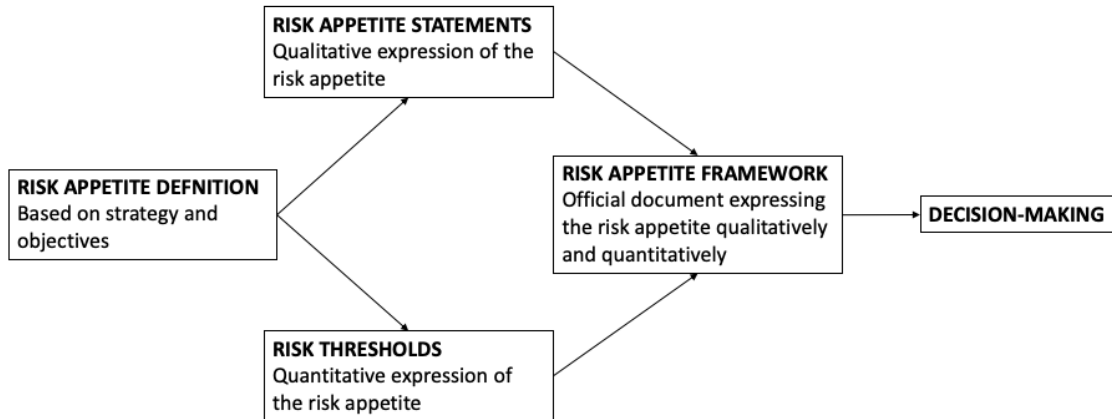 RISK APPETITE STATEMENTS
Qualitative expression of the
risk appetite
RISK APPETITE DEFNITION
Based on strategy and
objectives
RISK APPETITE FRAMEWORK
Official document expressing
the risk appetite qualitatively
and quantitatively
DECISION-MAKING
RISK THRESHOLDS
Quantitative expression of
the risk appetite